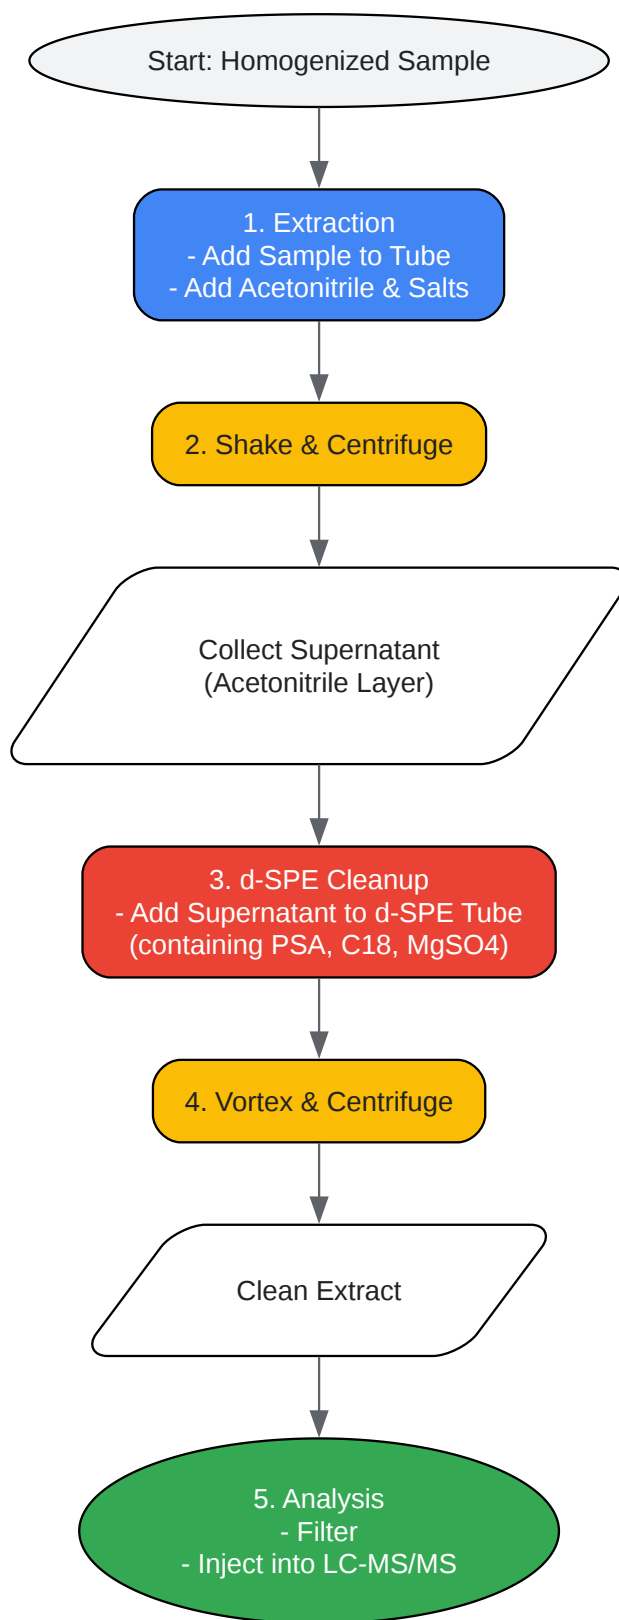 Start: Homogenized Sample
1. Extraction
- Add Sample to Tube
- Add Acetonitrile & Salts
2. Shake & Centrifuge
Collect Supernatant
(Acetonitrile Layer)
3. d-SPE Cleanup
- Add Supernatant to d-SPE Tube
(containing PSA, C18, MgSO4)
4. Vortex & Centrifuge
Clean Extract
5. Analysis
- Filter
- Inject into LC-MS/MS